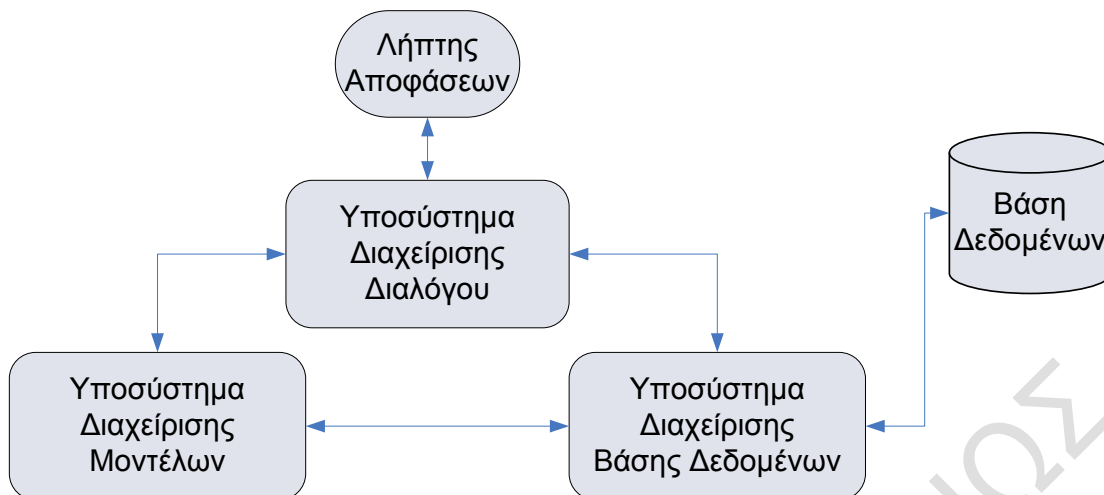 Λήπτης
Αποφάσεων
Υποσύστημα
Διαχείρισης
Διαλόγου
Βάση
Δεδομένων
Υποσύστημα
Διαχείρισης
Μοντέλων
Υποσύστημα
Διαχείρισης
Βάσης Δεδομένων